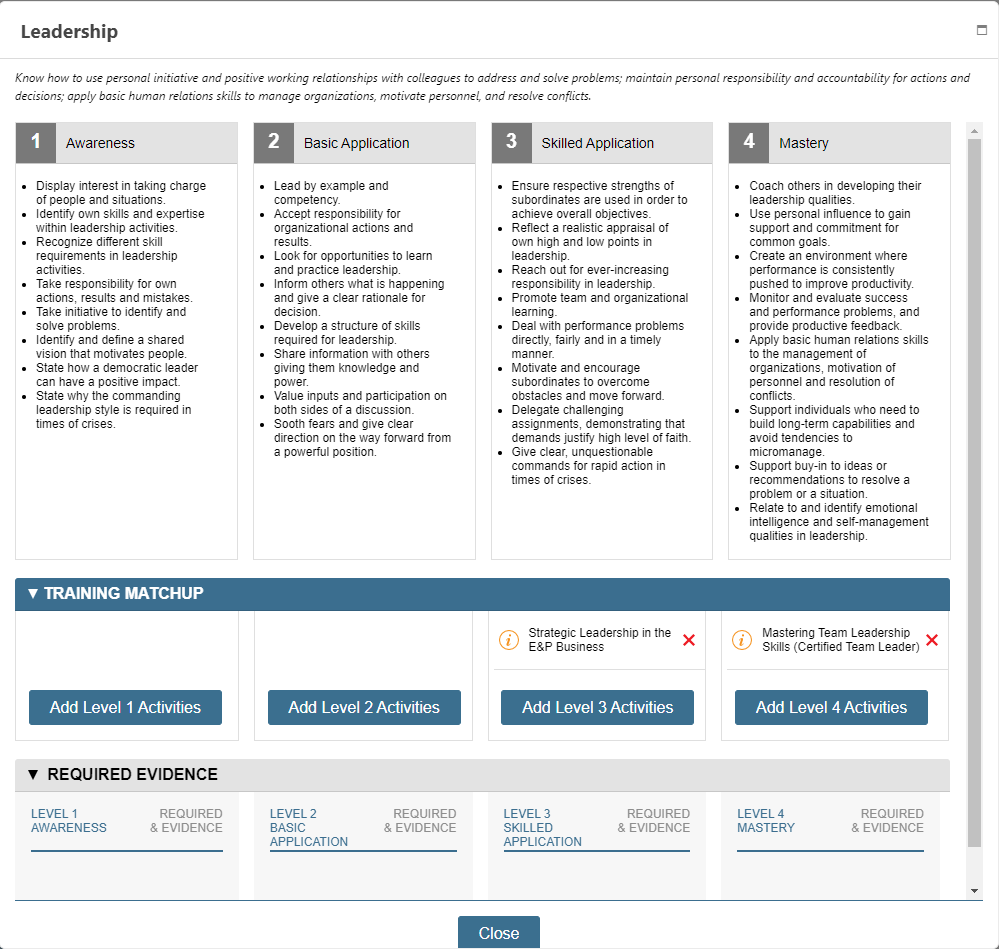 Leadership
Know how to use personal initiative and positive working relationships with colleagues to address and solve problems; maintain personal responsibility and accountability for actions and
decisions; apply basic human relations skills to manage organizations, motivate personnel, and resolve conflicts.
1 Awareness
• Display interest in taking charge
of people and situations.
• Identify own skills and expertise
within leadership activities.
• Recognize different skill
requirements in leadership
activities.
• Take responsibility for own
actions, results and mistakes.
• Take initiative to identify and
solve problems.
• Identify and define a shared
vision that motivates people.
• State how a democratic leader
can have a positive impact.
• State why the commanding
leadership style is required in
times of crises.
2 Basic Application
• Lead by example and
competency.
• Accept responsibility for
organizational actions and
results.
• Look for opportunities to learn
and practice leadership.
• Inform others what is happening
and give a clear rationale for
decision.
• Develop a structure of skills
required for leadership.
• Share information with others
giving them knowledge and
power.
• Value inputs and participation on
both sides of a discussion.
• Sooth fears and give clear
direction on the way forward from
a powerful position.
3 Skilled Application
• Ensure respective strengths of
subordinates are used in order to
achieve overall objectives.
• Reflect a realistic appraisal of
own high and low points in
leadership.
• Reach out for ever-increasing
responsibility in leadership.
• Promote team and organizational
learning.
• Deal with performance problems
directly, fairly and in a timely
manner.
• Motivate and encourage
subordinates to overcome
obstacles and move forward.
• Delegate challenging
assignments, demonstrating that
demands justify high level of faith.
• Give clear, unquestionable
commands for rapid action in
times of crises.
4 Mastery
• Coach others in developing their
leadership qualities.
• Use personal influence to gain
support and commitment for
common goals.
• Create an environment where
performance is consistently
pushed to improve productivity.
• Monitor and evaluate success
and performance problems, and
provide productive feedback.
• Apply basic human relations skills
to the management of
organizations, motivation of
personnel and resolution of
conflicts.
• Support individuals who need to
build long-term capabilities and
avoid tendencies to
micromanage.
• Support buy-in to ideas or
recommendations to resolve a
problem or a situation.
• Relate to and identify emotional
intelligence and self-management
qualities in leadership.
▼ TRAINING MATCHUP
Add Level 1 Activities
Add Level 2 Activities
i Strategic Leadership in the
E&P Business
Add Level 3 Activities
i Mastering Team Leadership
Skills (Certified Team Leader)
Add Level 4 Activities
▼ REQUIRED EVIDENCE
LEVEL 1 REQUIRED
AWARENESS & EVIDENCE
LEVEL 2 REQUIRED
BASIC & EVIDENCE
APPLICATION
LEVEL 3 REQUIRED
SKILLED & EVIDENCE
APPLICATION
LEVEL 4 REQUIRED
MASTERY & EVIDENCE
Close